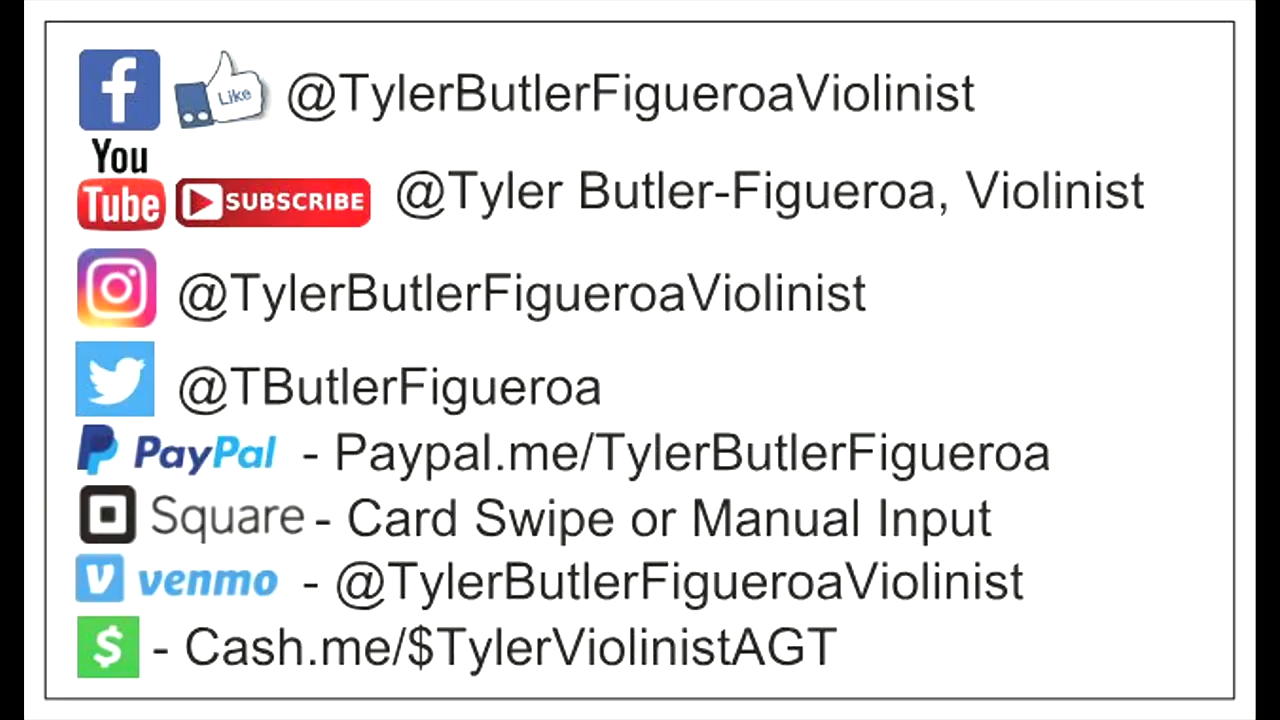 f Like @TylerButlerFigueroaViolinist
You
Tube SUBSCRIBE @Tyler Butler-Figueroa, Violinist
@TylerButlerFigueroaViolinist
@TButlerFigueroa
P PayPal - Paypal.me/TylerButlerFigueroa
Square - Card Swipe or Manual Input
V venmo - @TylerButlerFigueroaViolinist
$ - Cash.me/$TylerViolinistAGT